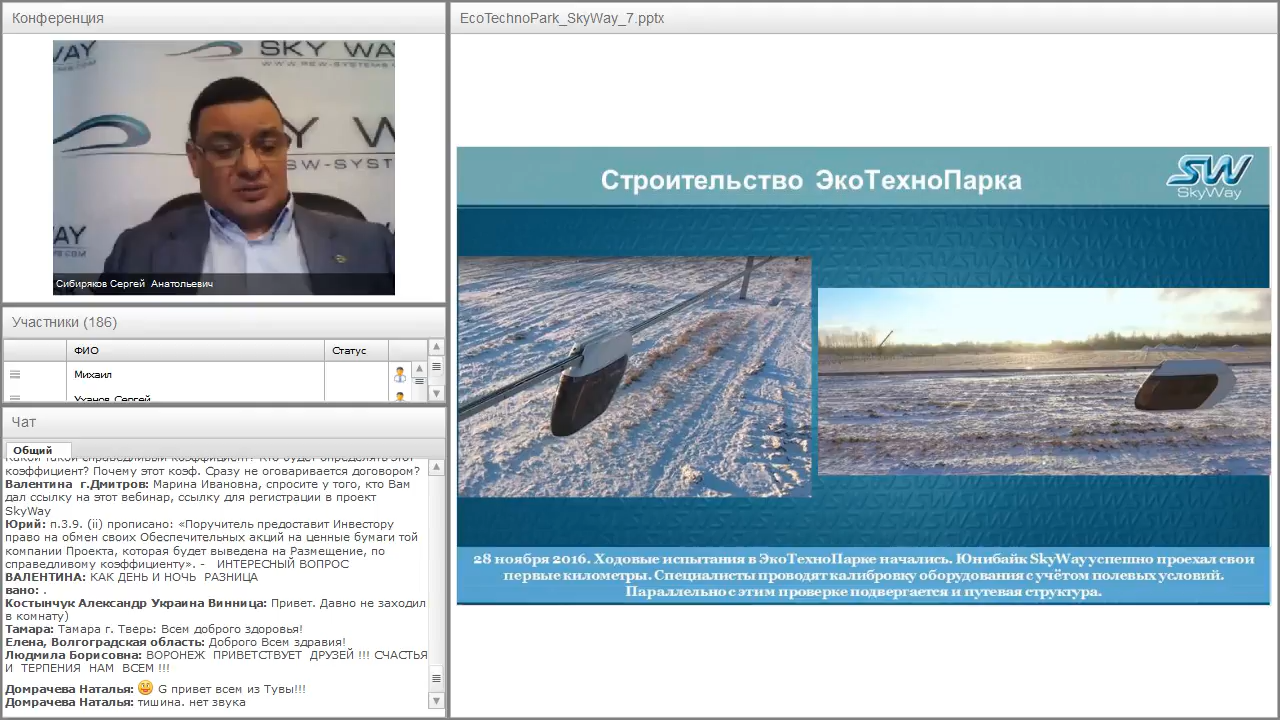 Конференция
SKY WAY
WWW.RSW-SYSTEMS
SKY W
RSW-SYST
Сибиряков Сергей Анатольевич
Участники (186)
ФИО
Статус
Михаил
Уханов Сергей
Чат
Общий
коэффициент? Почему этот коэф. Сразу не оговаривается договором?
Валентина г.Дмитров: Марина Ивановна, спросите у того, кто Вам
дал ссылку на этот вебинар, ссылку для регистрации в проект
SkyWay
Юрий: п.3.9. (ii) прописано: «Поручитель предоставит Инвестору
право на обмен своих Обеспечительных акций на ценные бумаги той
компании Проекта, которая будет выведена на Размещение, по
справедливому коэффициенту». - ИНТЕРЕСНЫЙ ВОПРОС
ВАЛЕНТИНА: КАК ДЕНЬ И НОЧЬ РАЗНИЦА
вано: .
Костынчук Александр Украина Винница: Привет. Давно не заходил
в комнату)
Тамара: Тамара г. Тверь: Всем доброго здоровья!
Елена, Волгоградская область: Доброго Всем здравия!
Людмила Борисовна: ВОРОНЕЖ ПРИВЕТСТВУЕТ ДРУЗЕЙ !!! СЧАСТЬЯ
И ТЕРПЕНИЯ НАМ ВСЕМ !!!
Домрачева Наталья: G привет всем из Тувы!!!
Домрачева Наталья: тишина. нет звука
EcoTechnoPark_SkyWay_7.pptx
Строительство ЭкоТехноПарка
SW
SkyWay
28 ноября 2016. Ходовые испытания в ЭкоТехноПарке начались. Юнибайк SkyWay успешно проехал свои
первые километры. Специалисты проводят калибровку оборудования с учётом полевых условий.
Параллельно с этим проверке подвергается и путевая структура.